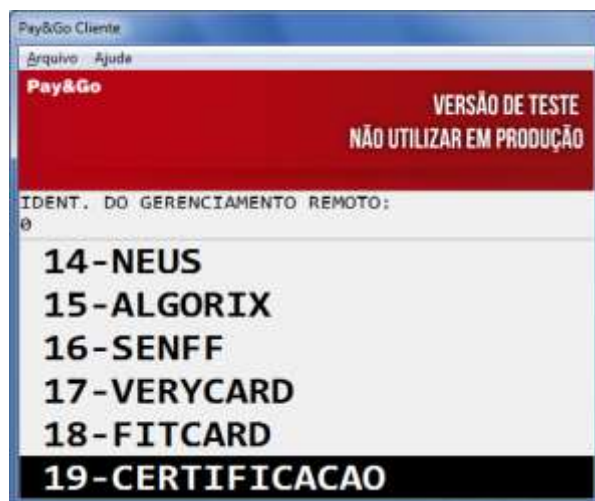 Pay&Go Cliente
Arquivo Ajuda
Pay&Go
VERSÃO DE TESTE
NÃO UTILIZAR EM PRODUÇÃO
IDENT. DO GERENCIAMENTO REMOTO:
0
14-NEUS
15-ALGORIX
16-SENFF
17-VERYCARD
18-FITCARD
19-CERTIFICACAO